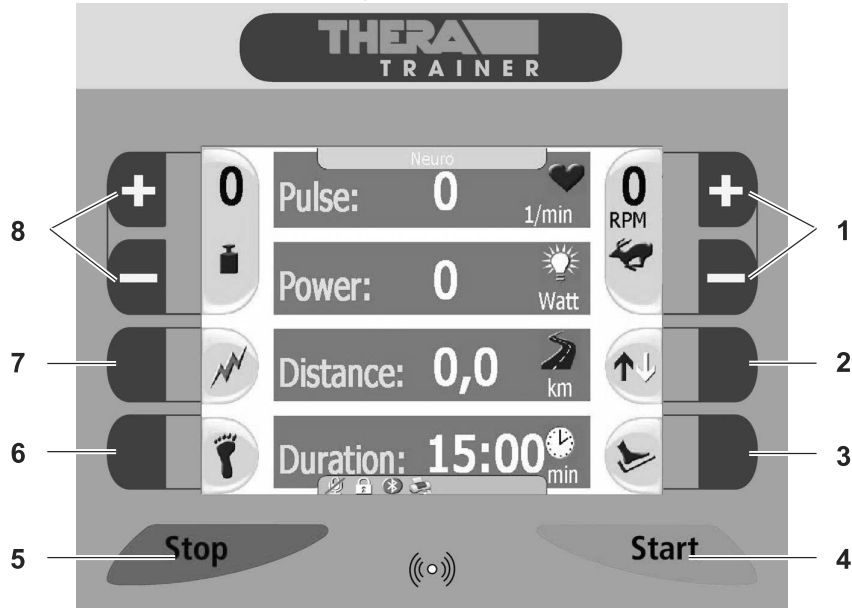 THERA
TRAINER
Neuro
+ 0 Pulse: 0 1/min 0 RPM +
8 1
− −
Power: 0 Watt
7 Distance: 0,0 km 2
6 Duration: 15:00 min 3
5 Stop Start 4